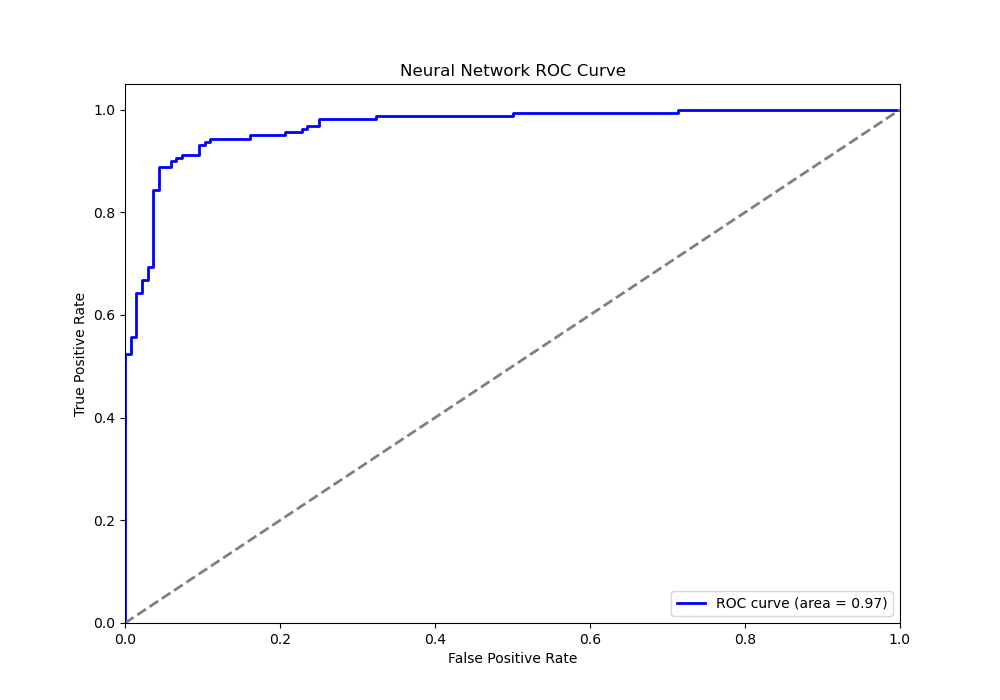 Neural Network ROC Curve
1.0
0.8
0.6
0.4
0.2
0.0
True Positive Rate
ROC curve (area = 0.97)
0.0 0.2 0.4 0.6 0.8 1.0
False Positive Rate